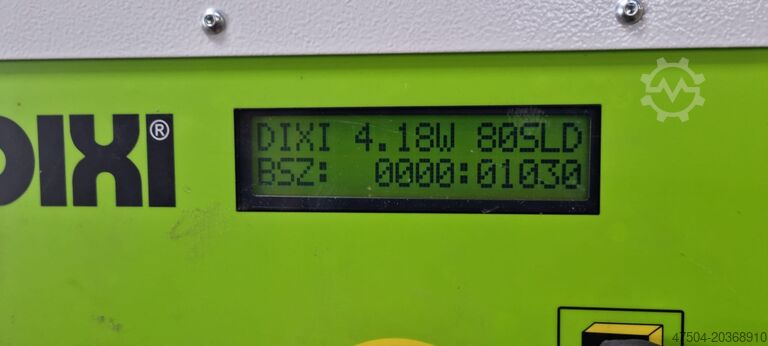 DIXI®
DIXI 4.18W 80SLD
BSZ: 0000:01030
47504-20368910